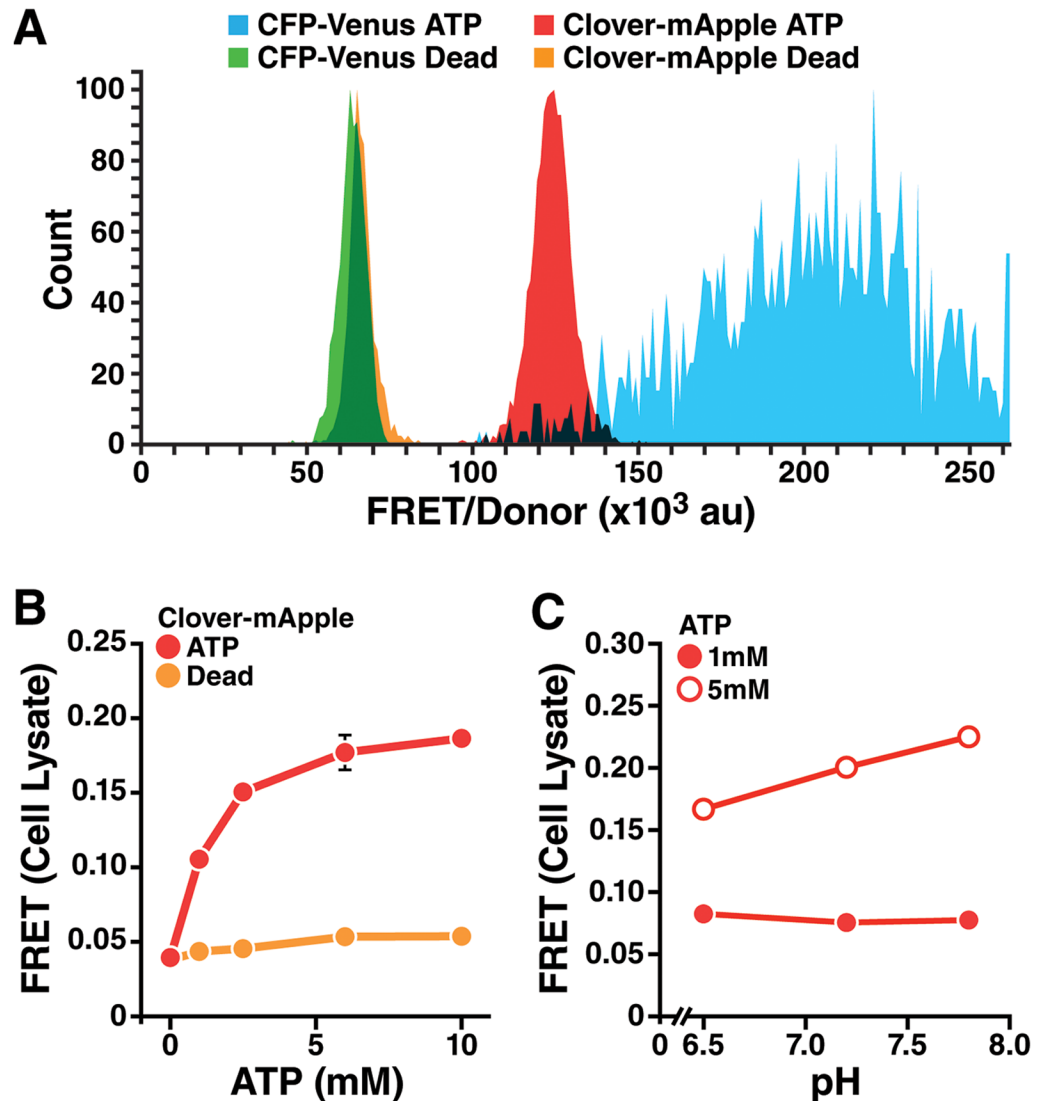 A
CFP-Venus ATP
Clover-mApple ATP
CFP-Venus Dead
Clover-mApple Dead
Count
100
80
60
40
20
0
0 50 100 150 200 250
FRET/Donor (x10³ au)
B
Clover-mApple
ATP
Dead
FRET (Cell Lysate)
0.25
0.20
0.15
0.10
0.05
0
0 5 10
ATP (mM)
C
ATP
1mM
5mM
FRET (Cell Lysate)
0.30
0.25
0.20
0.15
0.10
0.05
0
0 6.5 7.0 7.5 8.0
pH